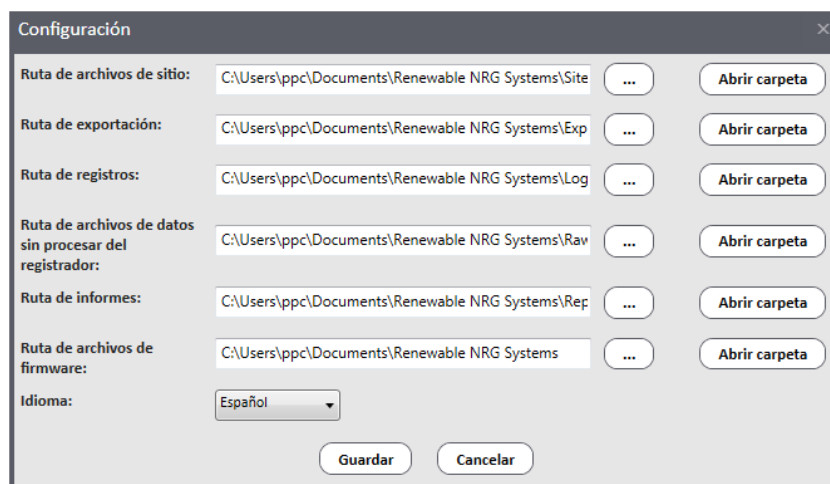 Configuración
Ruta de archivos de sitio: C:\Users\ppc\Documents\Renewable NRG Systems\Site ... Abrir carpeta
Ruta de exportación: C:\Users\ppc\Documents\Renewable NRG Systems\Exp ... Abrir carpeta
Ruta de registros: C:\Users\ppc\Documents\Renewable NRG Systems\Log ... Abrir carpeta
Ruta de archivos de datos
sin procesar del
registrador:
C:\Users\ppc\Documents\Renewable NRG Systems\Raw ... Abrir carpeta
Ruta de informes: C:\Users\ppc\Documents\Renewable NRG Systems\Rep ... Abrir carpeta
Ruta de archivos de
firmware:
C:\Users\ppc\Documents\Renewable NRG Systems ... Abrir carpeta
Idioma: Español
Guardar Cancelar